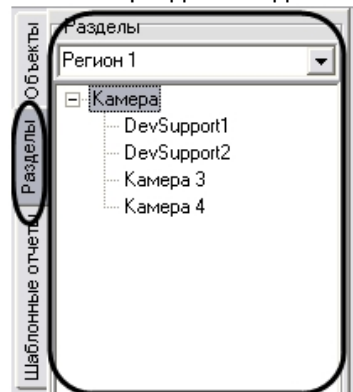 Разделы
Регион 1
Камера
DevSupport1
DevSupport2
Камера 3
Камера 4
Объекты
Разделы
Шаблонные отчеты